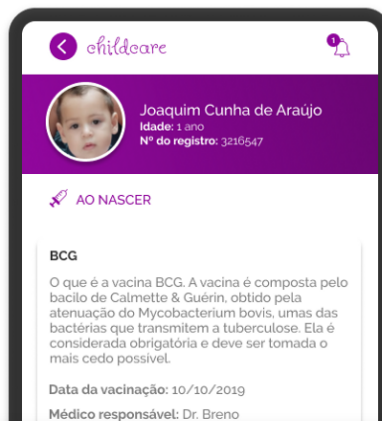 childcare
1
Joaquim Cunha de Araújo
Idade: 1 ano
Nº do registro: 3216547
AO NASCER
BCG
O que é a vacina BCG. A vacina é composta pelo
bacilo de Calmette & Guérin, obtido pela
atenuação do Mycobacterium bovis, umas das
bactérias que transmitem a tuberculose. Ela é
considerada obrigatória e deve ser tomada o
mais cedo possível.
Data da vacinação: 10/10/2019
Médico responsável: Dr. Breno